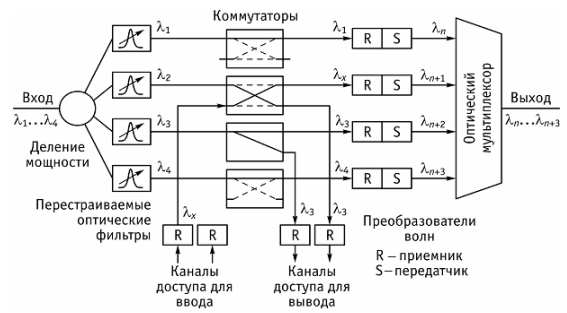 Коммутаторы
λ1
λ1
R
S
λn
λ2
λx
R
S
λn+1
Вход
λ1...λ4
Деление
мощности
λ3
λ3
R
S
λn+2
Оптический
мультиплексор
Выход
λn...λn+3
λ4
λ4
R
S
λn+3
Перестраиваемые
оптические
фильтры
λx
λ3
λ3
R
R
R
R
Каналы
доступа для
ввода
Каналы
доступа для
вывода
Преобразователи
волн
R – приемник
S – передатчик